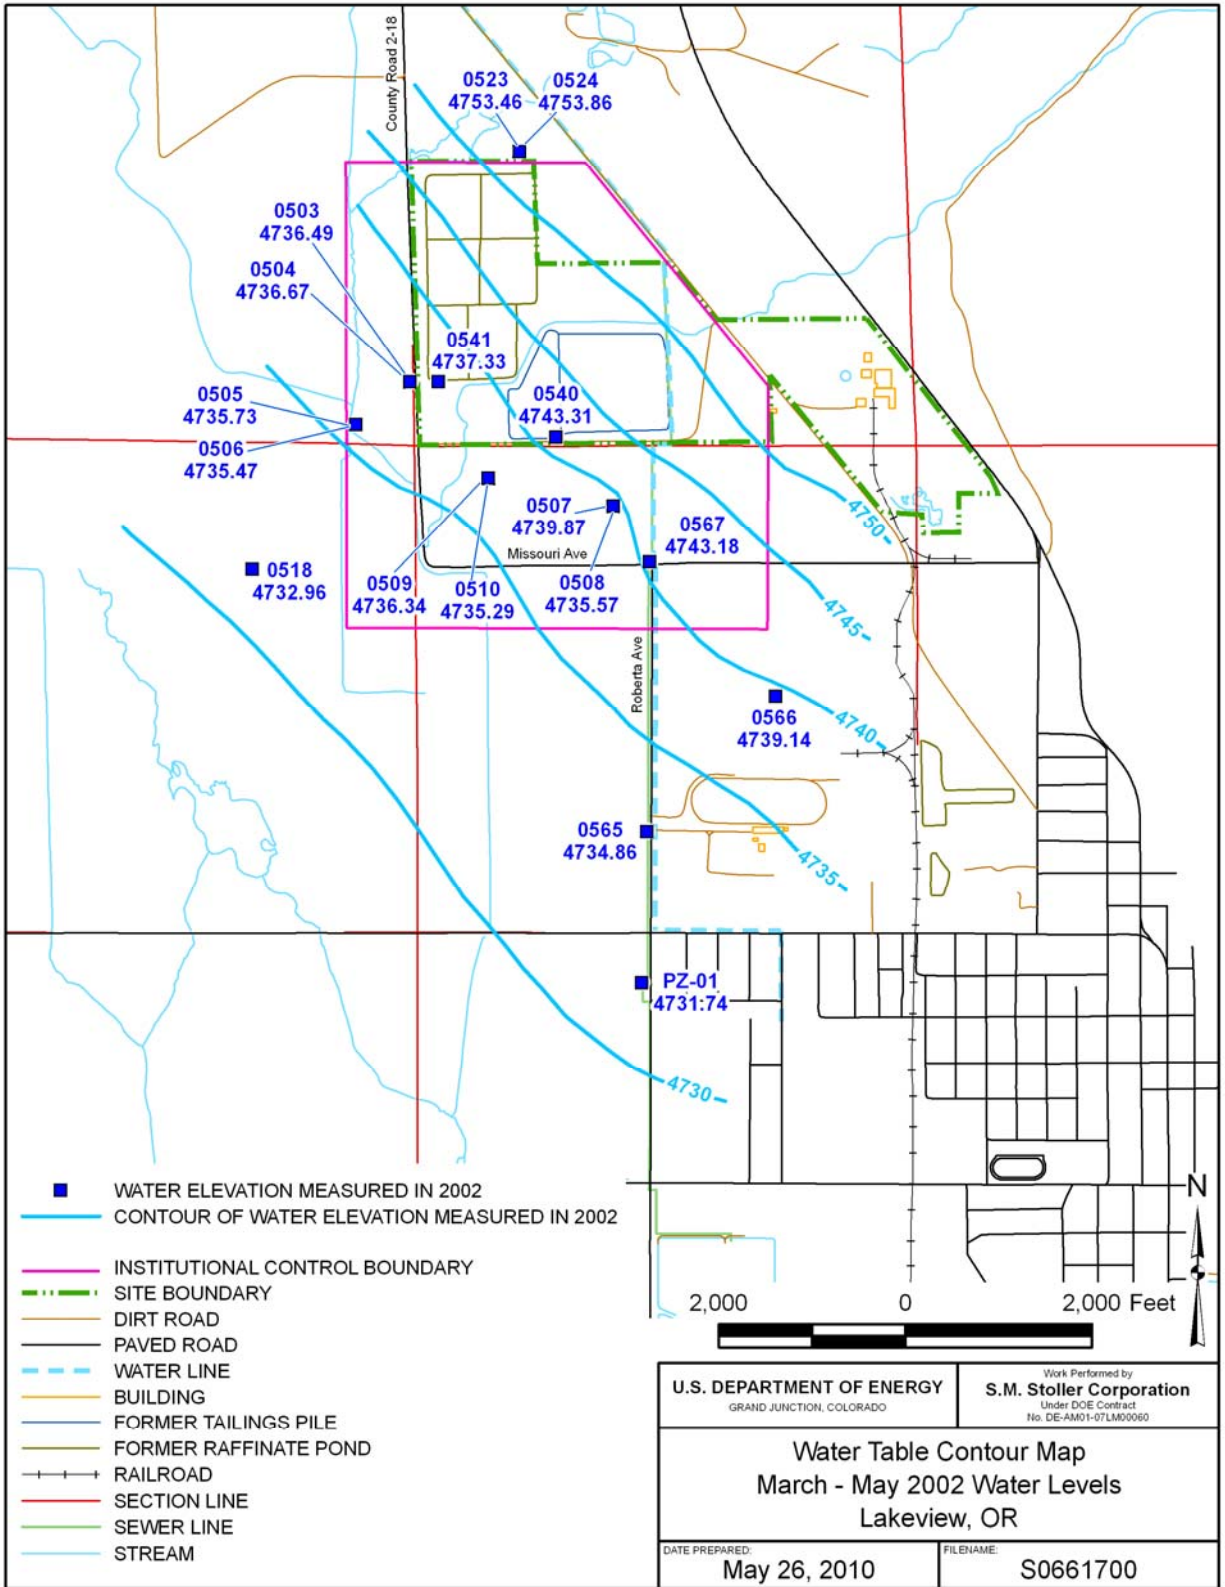 County Road 2-18
0523
4753.46
0524
4753.86
0503
4736.49
0504
4736.67
0541
4737.33
0505
4735.73
0506
4735.47
0540
4743.31
0507
4739.87
0567
4743.18
4750
Missouri Ave
0518
4732.96
0509
4736.34
0510
4735.29
0508
4735.57
4745
Roberta Ave
0566
4739.14
4740
0565
4734.86
4735
PZ-01
4731.74
4730
WATER ELEVATION MEASURED IN 2002
CONTOUR OF WATER ELEVATION MEASURED IN 2002
INSTITUTIONAL CONTROL BOUNDARY
SITE BOUNDARY
DIRT ROAD
PAVED ROAD
WATER LINE
BUILDING
FORMER TAILINGS PILE
FORMER RAFFINATE POND
RAILROAD
SECTION LINE
SEWER LINE
STREAM
N
2,000 0 2,000 Feet
U.S. DEPARTMENT OF ENERGY
GRAND JUNCTION, COLORADO
Work Performed by
S.M. Stoller Corporation
Under DOE Contract
No. DE-AM01-07LM00060
Water Table Contour Map
March - May 2002 Water Levels
Lakeview, OR
DATE PREPARED:
May 26, 2010
FILENAME:
S0661700